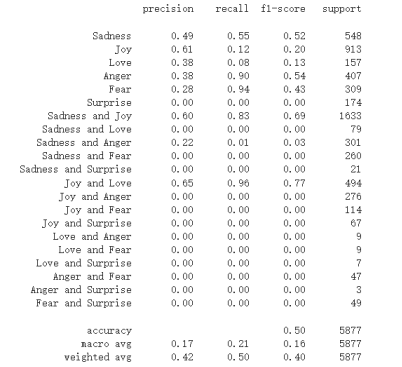 precision recall f1-score support
Sadness 0.49 0.55 0.52 548
Joy 0.61 0.12 0.20 913
Love 0.38 0.08 0.13 157
Anger 0.38 0.90 0.54 407
Fear 0.28 0.94 0.43 309
Surprise 0.00 0.00 0.00 174
Sadness and Joy 0.60 0.83 0.69 1633
Sadness and Love 0.00 0.00 0.00 79
Sadness and Anger 0.22 0.01 0.03 301
Sadness and Fear 0.00 0.00 0.00 260
Sadness and Surprise 0.00 0.00 0.00 21
Joy and Love 0.65 0.96 0.77 494
Joy and Anger 0.00 0.00 0.00 276
Joy and Fear 0.00 0.00 0.00 114
Joy and Surprise 0.00 0.00 0.00 67
Love and Anger 0.00 0.00 0.00 9
Love and Fear 0.00 0.00 0.00 9
Love and Surprise 0.00 0.00 0.00 7
Anger and Fear 0.00 0.00 0.00 47
Anger and Surprise 0.00 0.00 0.00 3
Fear and Surprise 0.00 0.00 0.00 49
accuracy 0.50 5877
macro avg 0.17 0.21 0.16 5877
weighted avg 0.42 0.50 0.40 5877